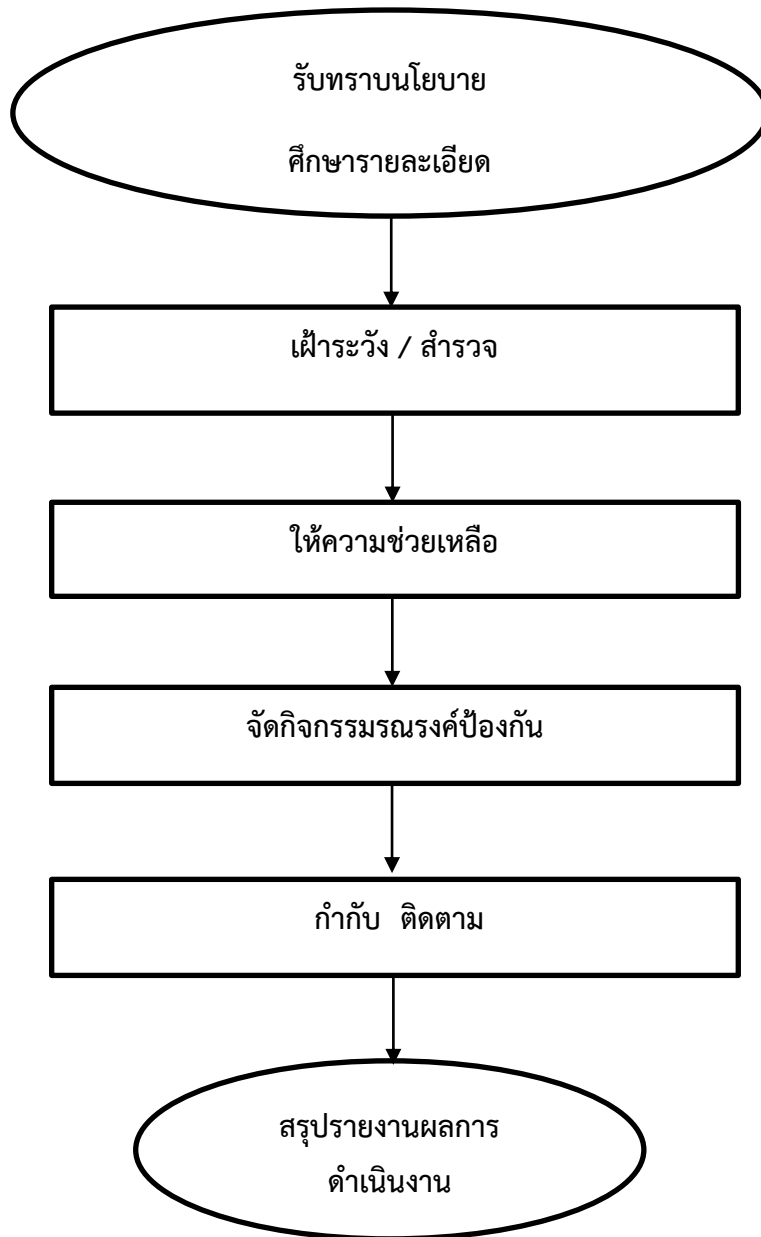 รับทราบนโยบาย
ศึกษารายละเอียด
เฝ้าระวัง / สำรวจ
ให้ความช่วยเหลือ
จัดกิจกรรมรณรงค์ป้องกัน
กำกับ ติดตาม
สรุปรายงานผลการ
ดำเนินงาน